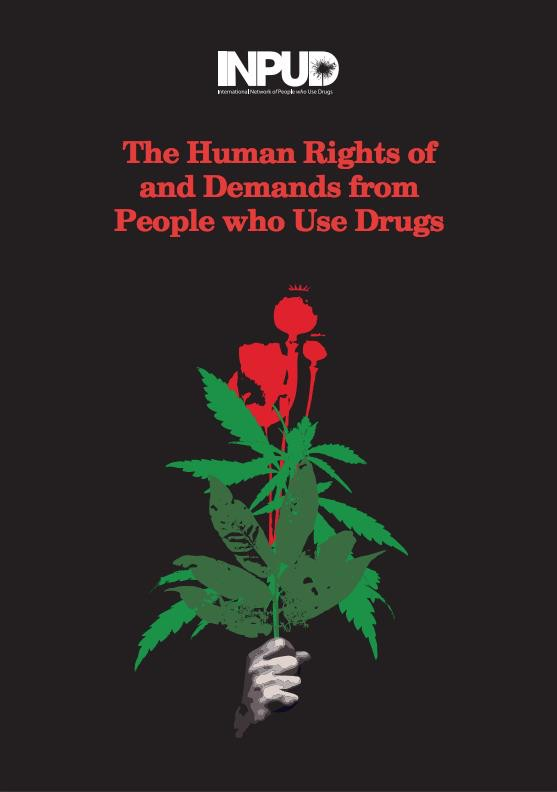 INPUD
International Network of People who Use Drugs
The Human Rights of
and Demands from
People who Use Drugs